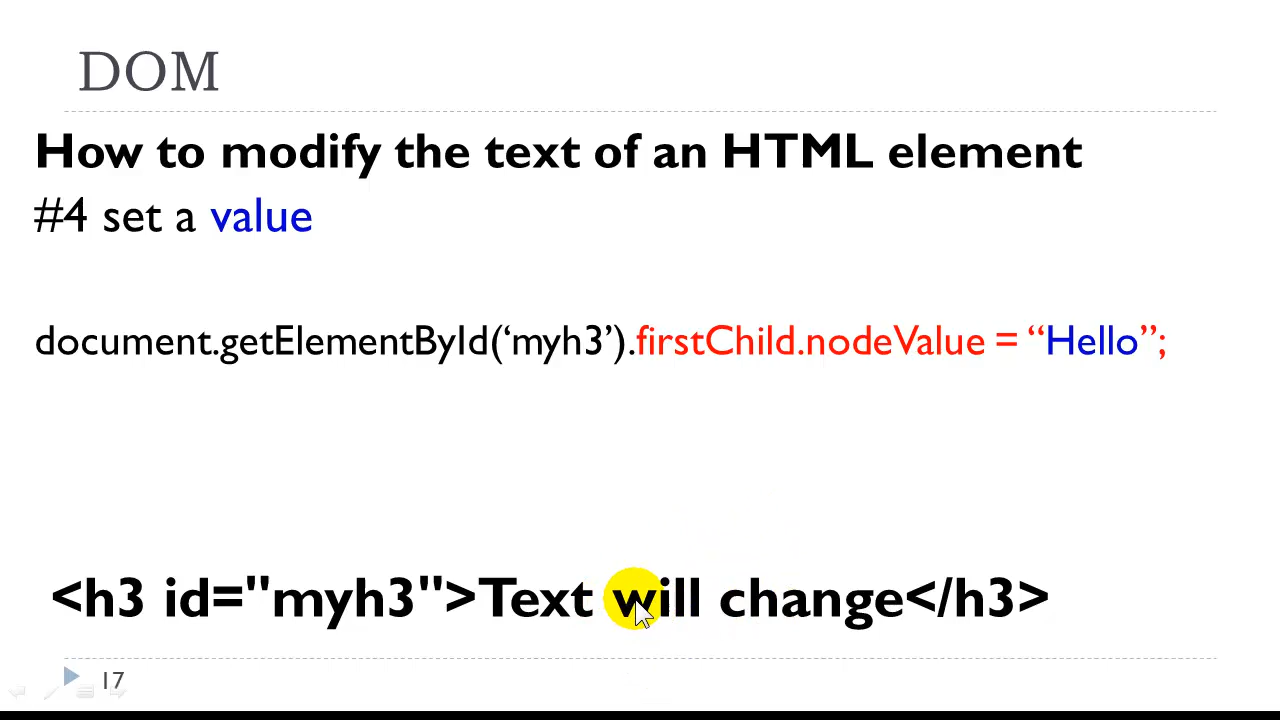 DOM
How to modify the text of an HTML element
#4 set a value
document.getElementById(‘myh3’).firstChild.nodeValue = “Hello”;
<h3 id="myh3">Text will change</h3>
17